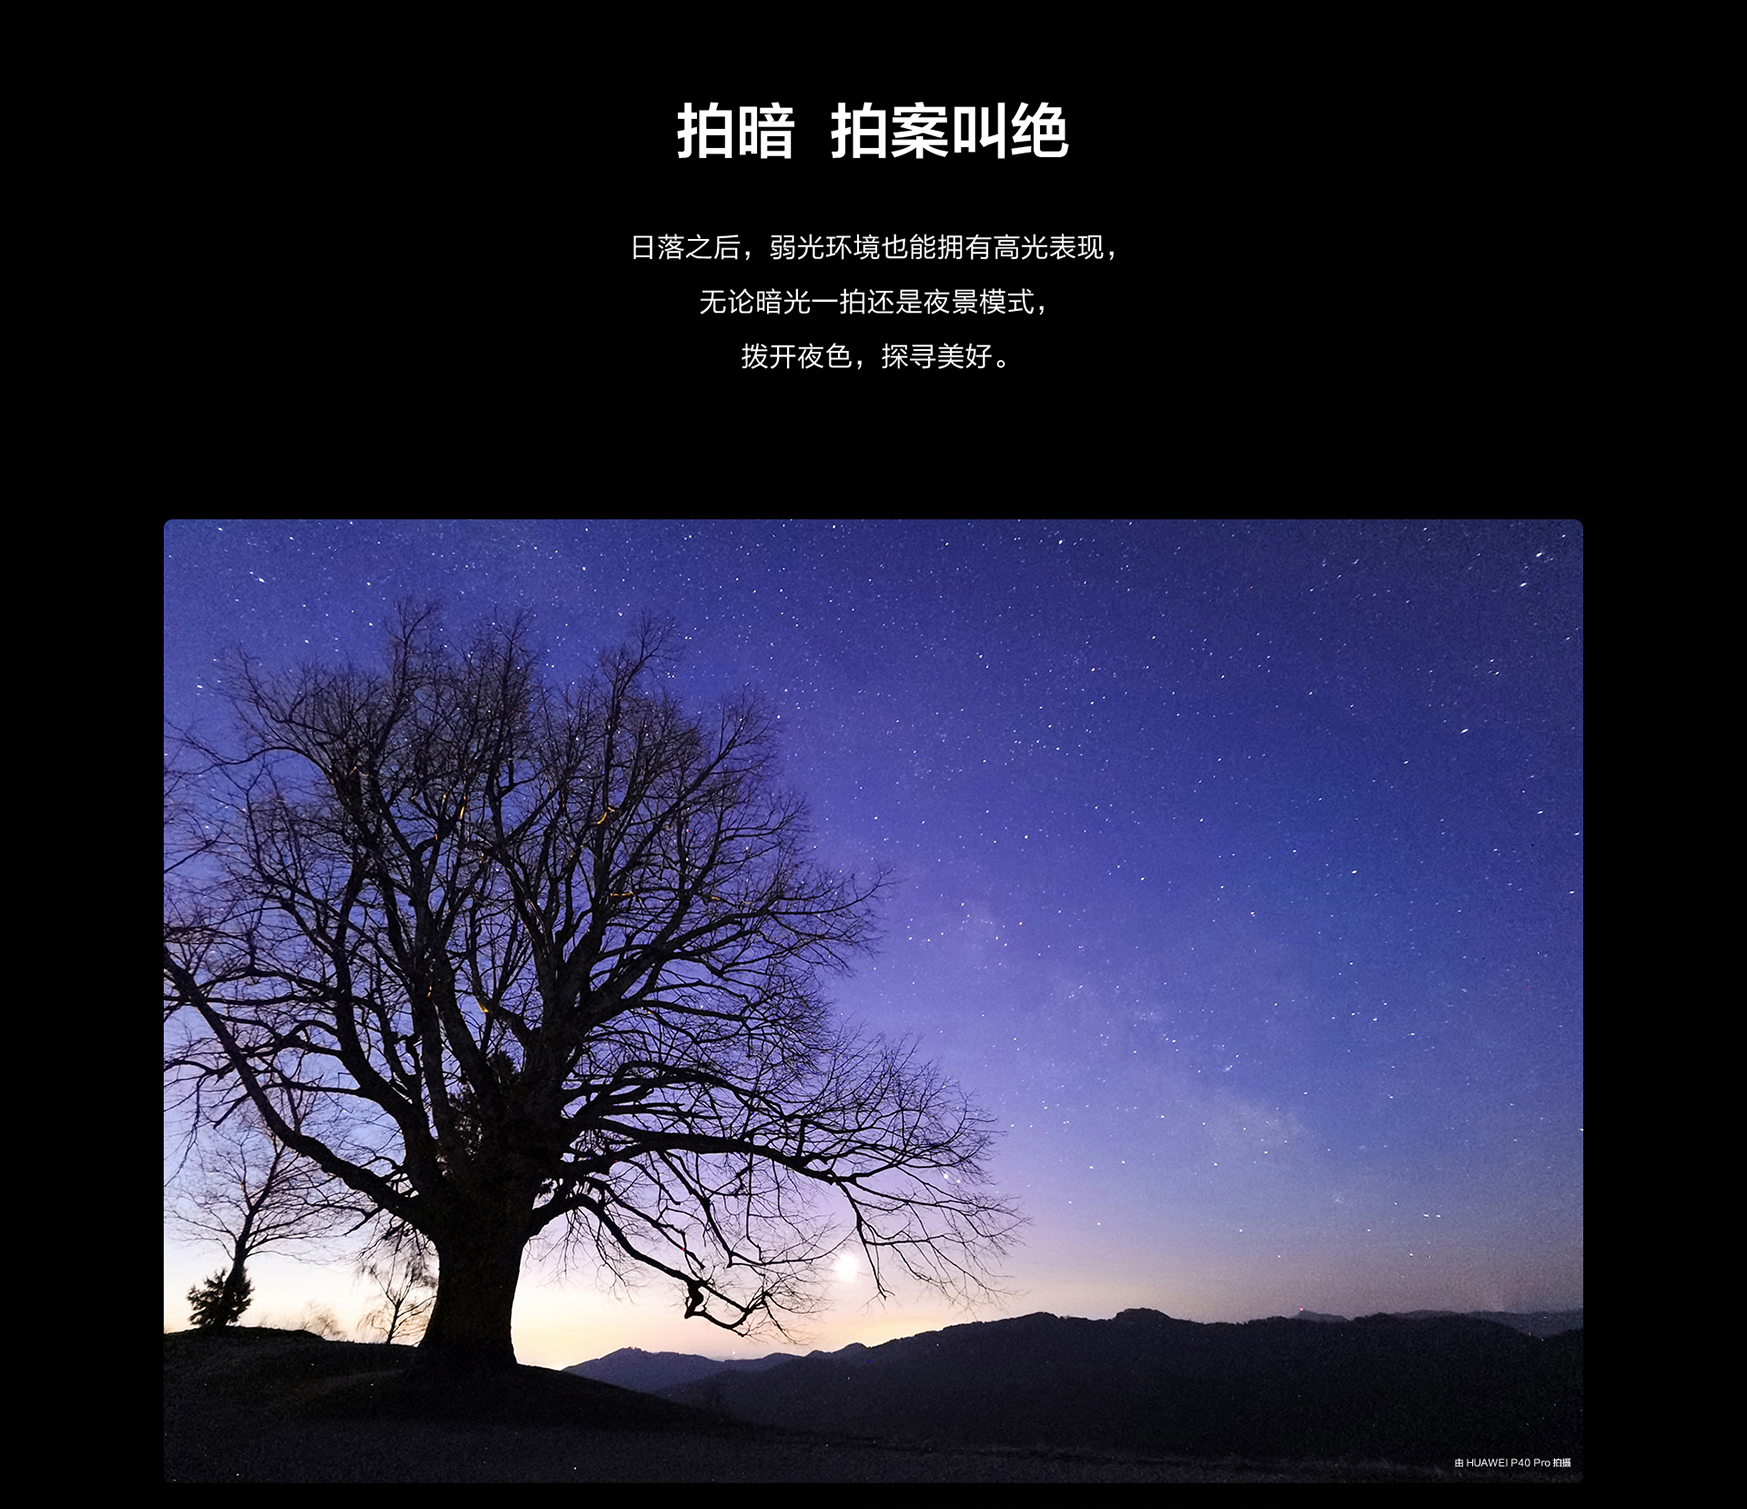 拍暗 拍案叫绝
日落之后，弱光环境也能拥有高光表现，
无论暗光一拍还是夜景模式，
拨开夜色，探寻美好。
由 HUAWEI P40 Pro 拍摄